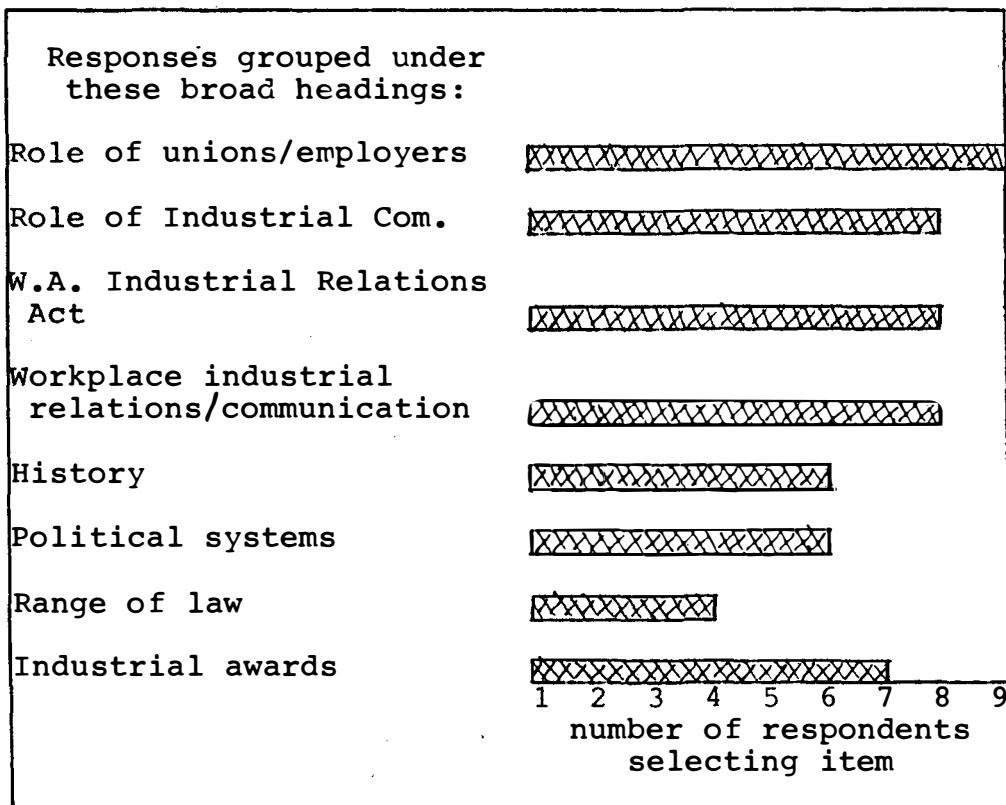 Response's grouped under
these broad headings:
Role of unions/employers
Role of Industrial Com.
W.A. Industrial Relations
Act
Workplace industrial
relations/communication
History
Political systems
Range of law
Industrial awards
1 2 3 4 5 6 7 8 9
number of respondents
selecting item